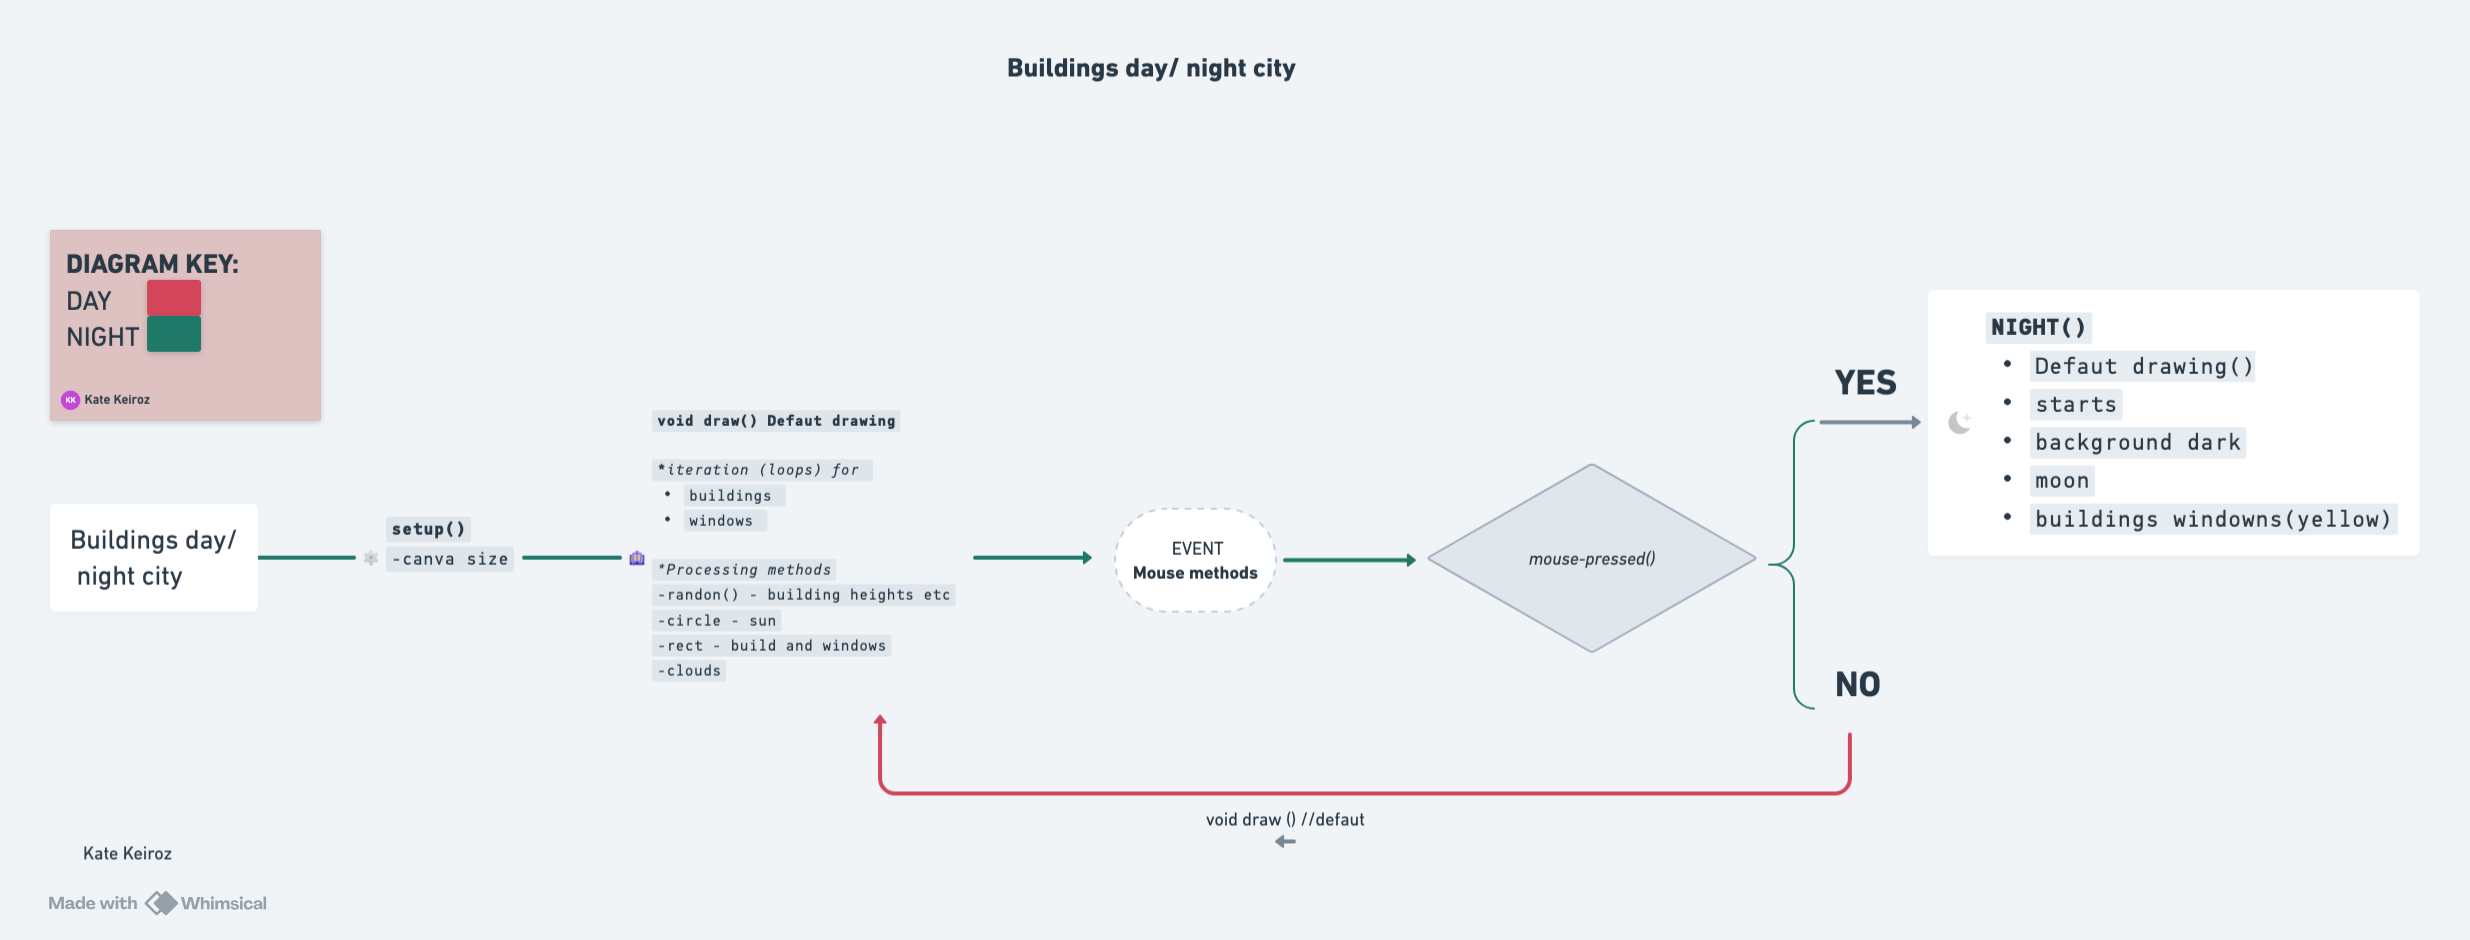 Buildings day/ night city
DIAGRAM KEY:
DAY
NIGHT
KK Kate Keiroz
Buildings day/
night city
setup()
-canva size
void draw() Defaut drawing
*iteration (loops) for
• buildings
• windows
*Processing methods
-randon() - building heights etc
-circle - sun
-rect - build and windows
-clouds
EVENT
Mouse methods
mouse-pressed()
YES
NO
NIGHT()
• Defaut drawing()
• starts
• background dark
• moon
• buildings windowns(yellow)
void draw () //defaut
Kate Keiroz
Made with Whimsical